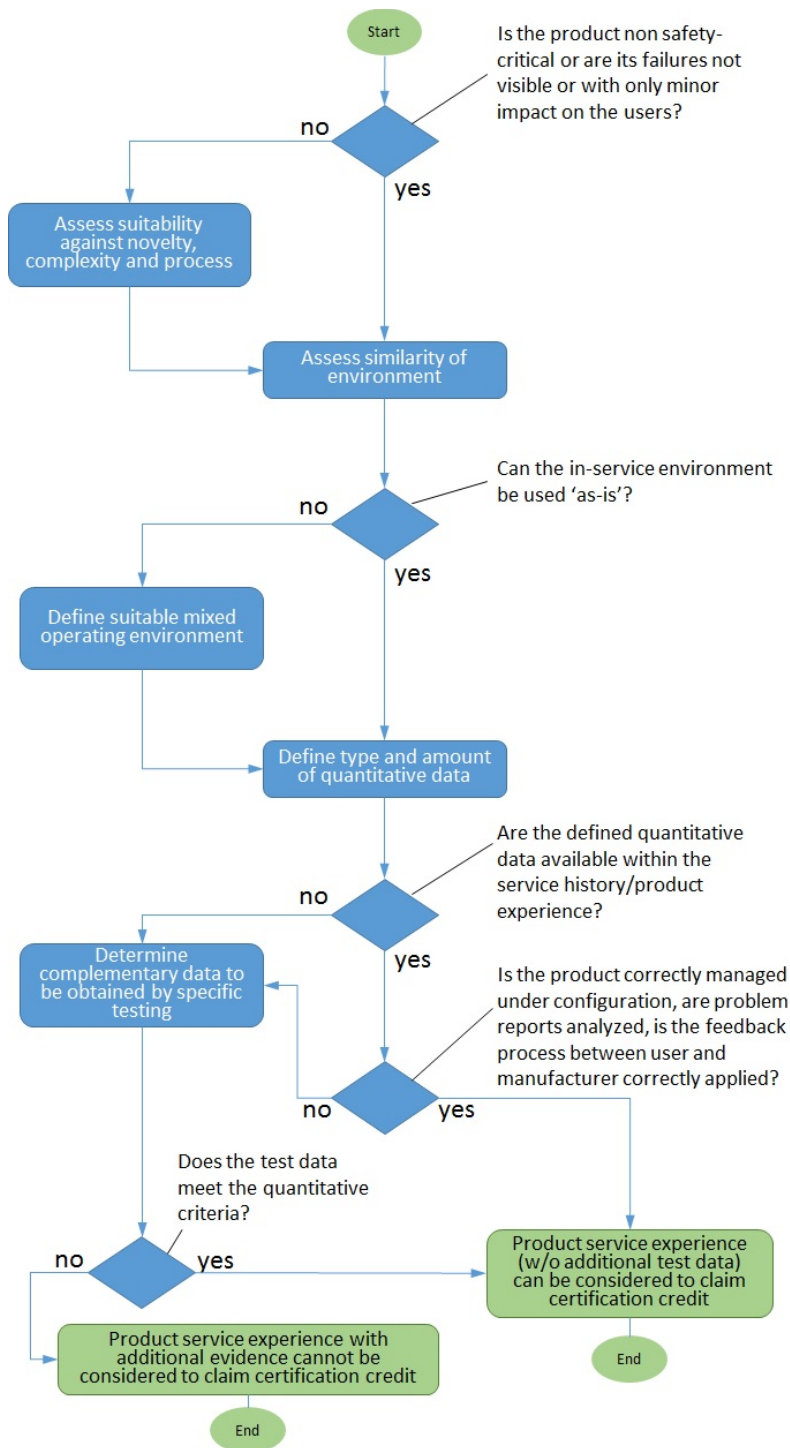 Start
Is the product non safety-
critical or are its failures not
visible or with only minor
impact on the users?
no
yes
Assess suitability
against novelty,
complexity and process
Assess similarity of
environment
Can the in-service environment
be used ‘as-is’?
no
yes
Define suitable mixed
operating environment
Define type and amount
of quantitative data
Are the defined quantitative
data available within the
service history/product
experience?
no
yes
Determine
complementary data to
be obtained by specific
testing
Is the product correctly managed
under configuration, are problem
reports analyzed, is the feedback
process between user and
manufacturer correctly applied?
no
yes
Does the test data
meet the quantitative
criteria?
no
yes
Product service experience
(w/o additional test data)
can be considered to claim
certification credit
Product service experience with
additional evidence cannot be
considered to claim certification credit
End
End